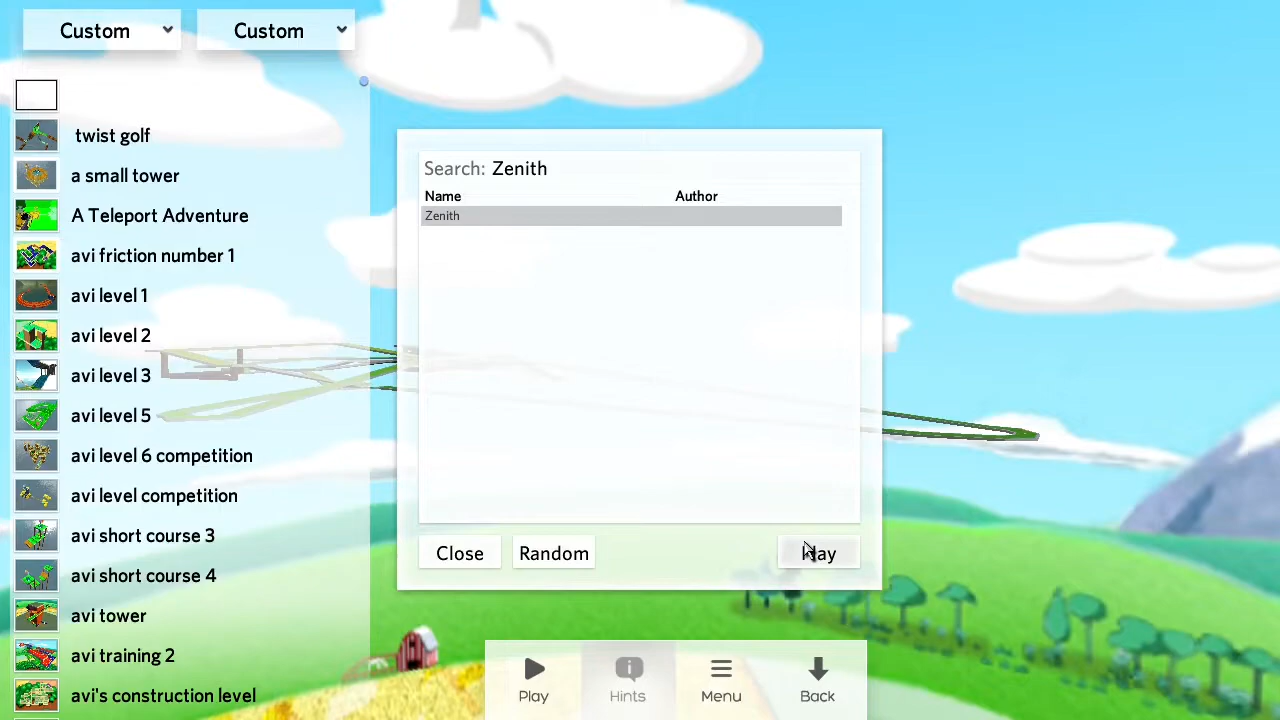 Custom
Custom
twist golf
a small tower
A Teleport Adventure
avi friction number 1
avi level 1
avi level 2
avi level 3
avi level 5
avi level 6 competition
avi level competition
avi short course 3
avi short course 4
avi tower
avi training 2
avi's construction level
Search: Zenith
Name Author
Zenith
Close Random Play
Play Hints Menu Back